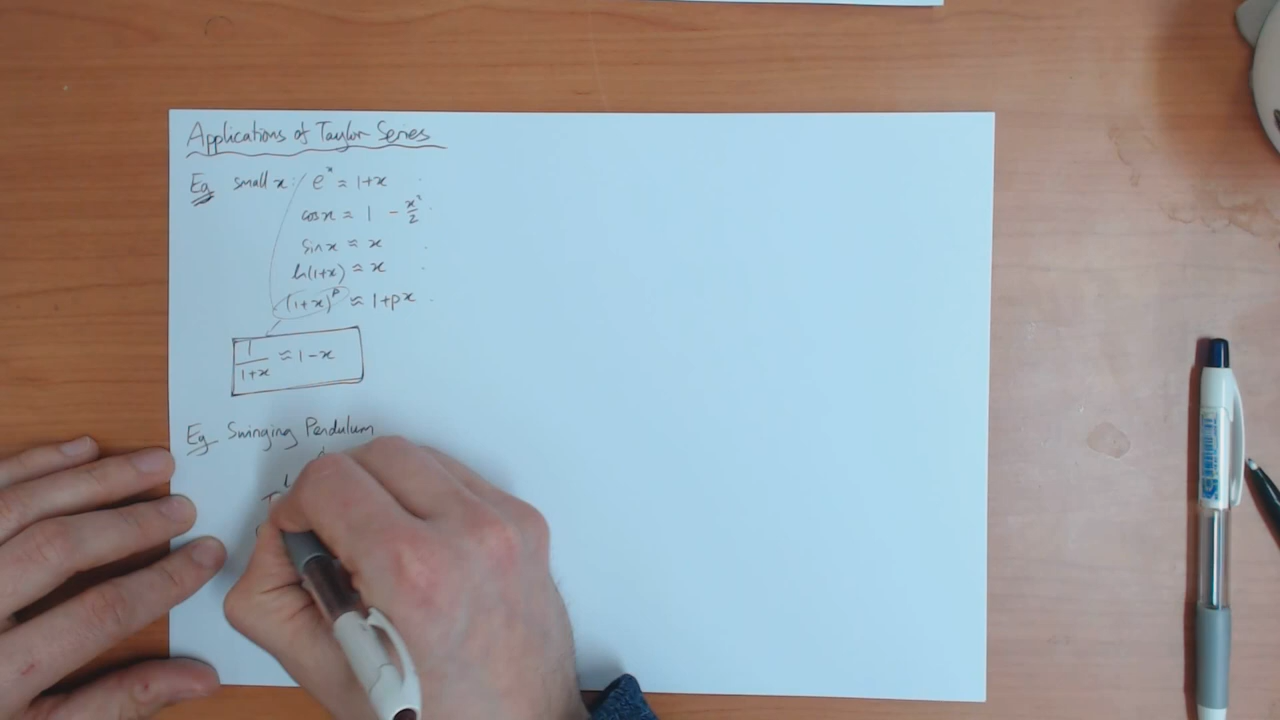 Applications of Taylor Series
Eg small x: e^x ≈ 1+x
cos x ≈ 1 - x²/2
sin x ≈ x
ln(1+x) ≈ x
(1+x)^p ≈ 1+px
1/(1+x) ≈ 1-x
Eg Swinging Pendulum
L
T